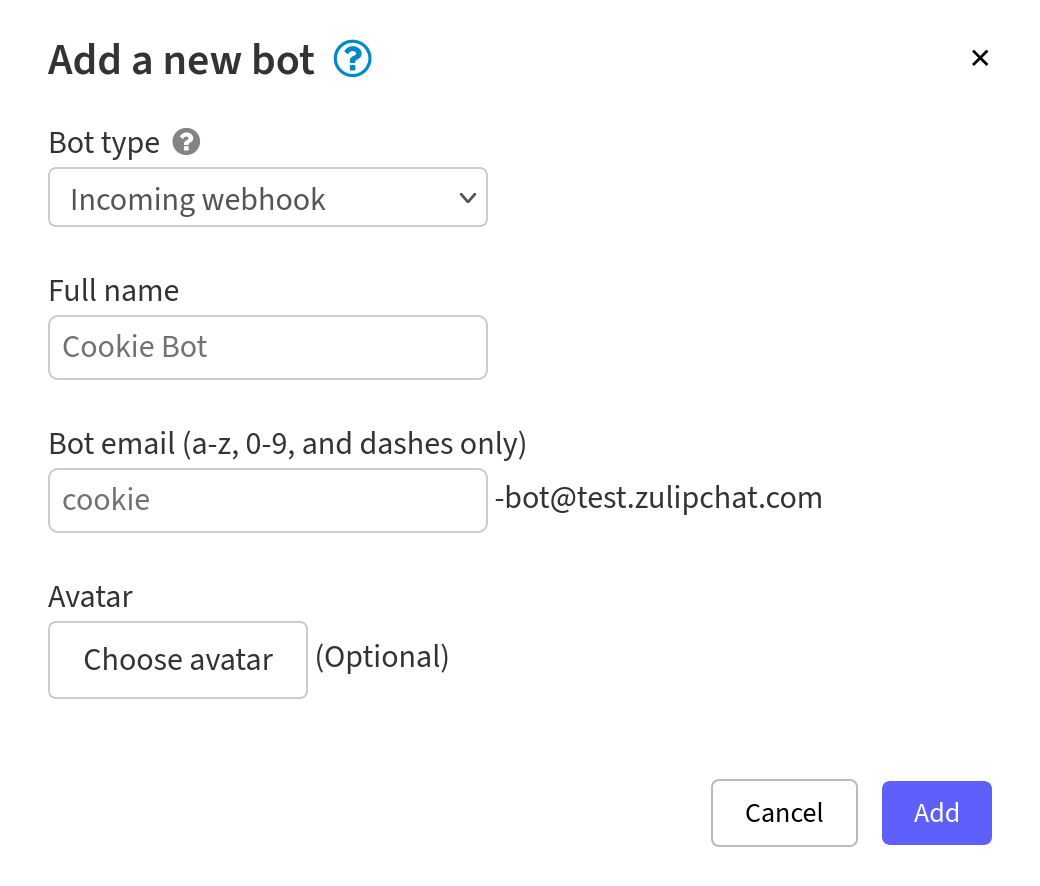 Add a new bot
Bot type
Incoming webhook
Full name
Cookie Bot
Bot email (a-z, 0-9, and dashes only)
cookie -bot@test.zulipchat.com
Avatar
Choose avatar (Optional)
Cancel Add